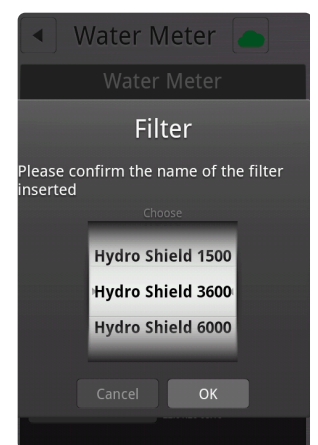 Water Meter
Water Meter
Filter
Please confirm the name of the filter
inserted
Choose
Hydro Shield 1500
Hydro Shield 3600
Hydro Shield 6000
Cancel
OK